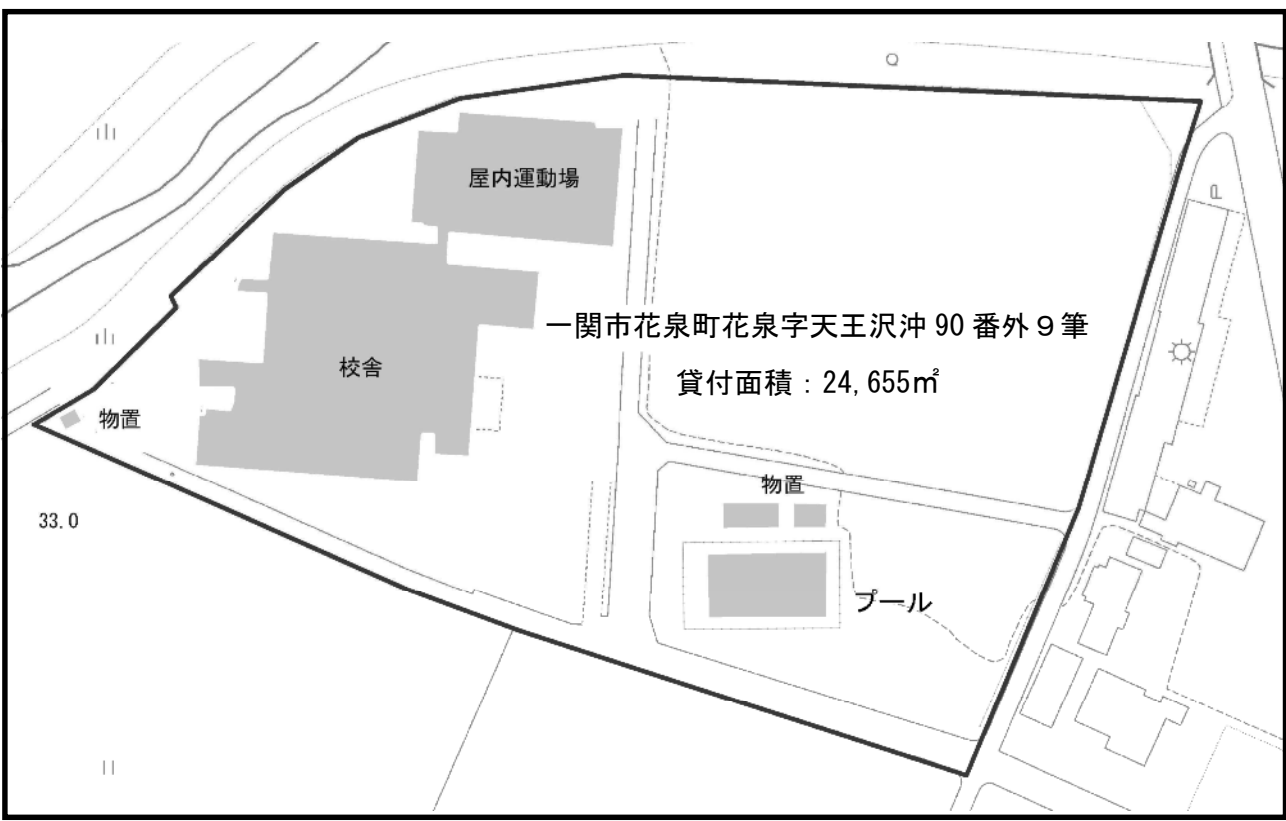 屋内運動場
一関市花泉町花泉字天王沢沖 90 番外９筆
校舎
貸付面積：24,655㎡
物置
物置
33.0
プール